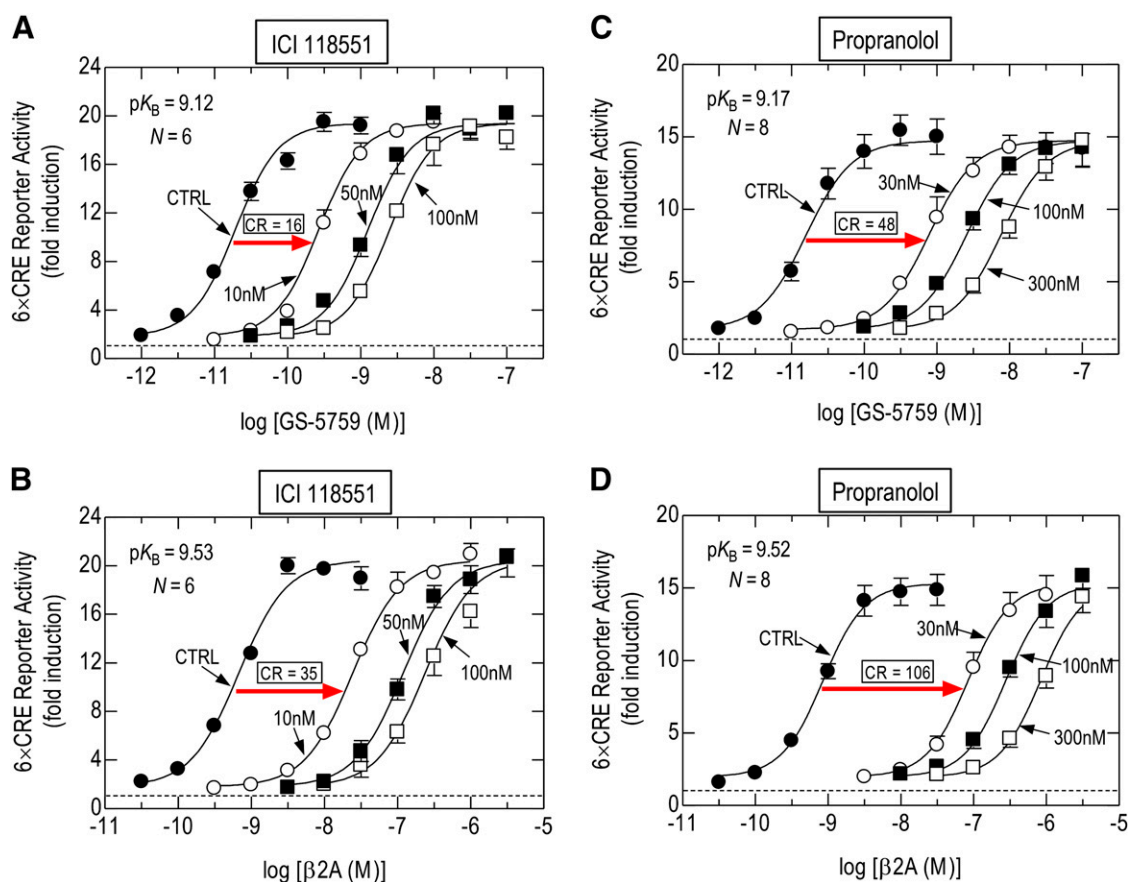 A
ICI 118551
6×CRE Reporter Activity
(fold induction)
24
20
16
12
8
4
0
pKB = 9.12
N = 6
CTRL
CR = 16
10nM
50nM
100nM
-12
-11
-10
-9
-8
-7
log [GS-5759 (M)]
C
Propranolol
6×CRE Reporter Activity
(fold induction)
20
15
10
5
0
pKB = 9.17
N = 8
CTRL
CR = 48
30nM
100nM
300nM
-12
-11
-10
-9
-8
-7
log [GS-5759 (M)]
B
ICI 118551
6×CRE Reporter Activity
(fold induction)
24
20
16
12
8
4
0
pKB = 9.53
N = 6
CTRL
CR = 35
10nM
50nM
100nM
-11
-10
-9
-8
-7
-6
-5
log [β2A (M)]
D
Propranolol
6×CRE Reporter Activity
(fold induction)
20
15
10
5
0
pKB = 9.52
N = 8
CTRL
CR = 106
30nM
100nM
300nM
-11
-10
-9
-8
-7
-6
-5
log [β2A (M)]